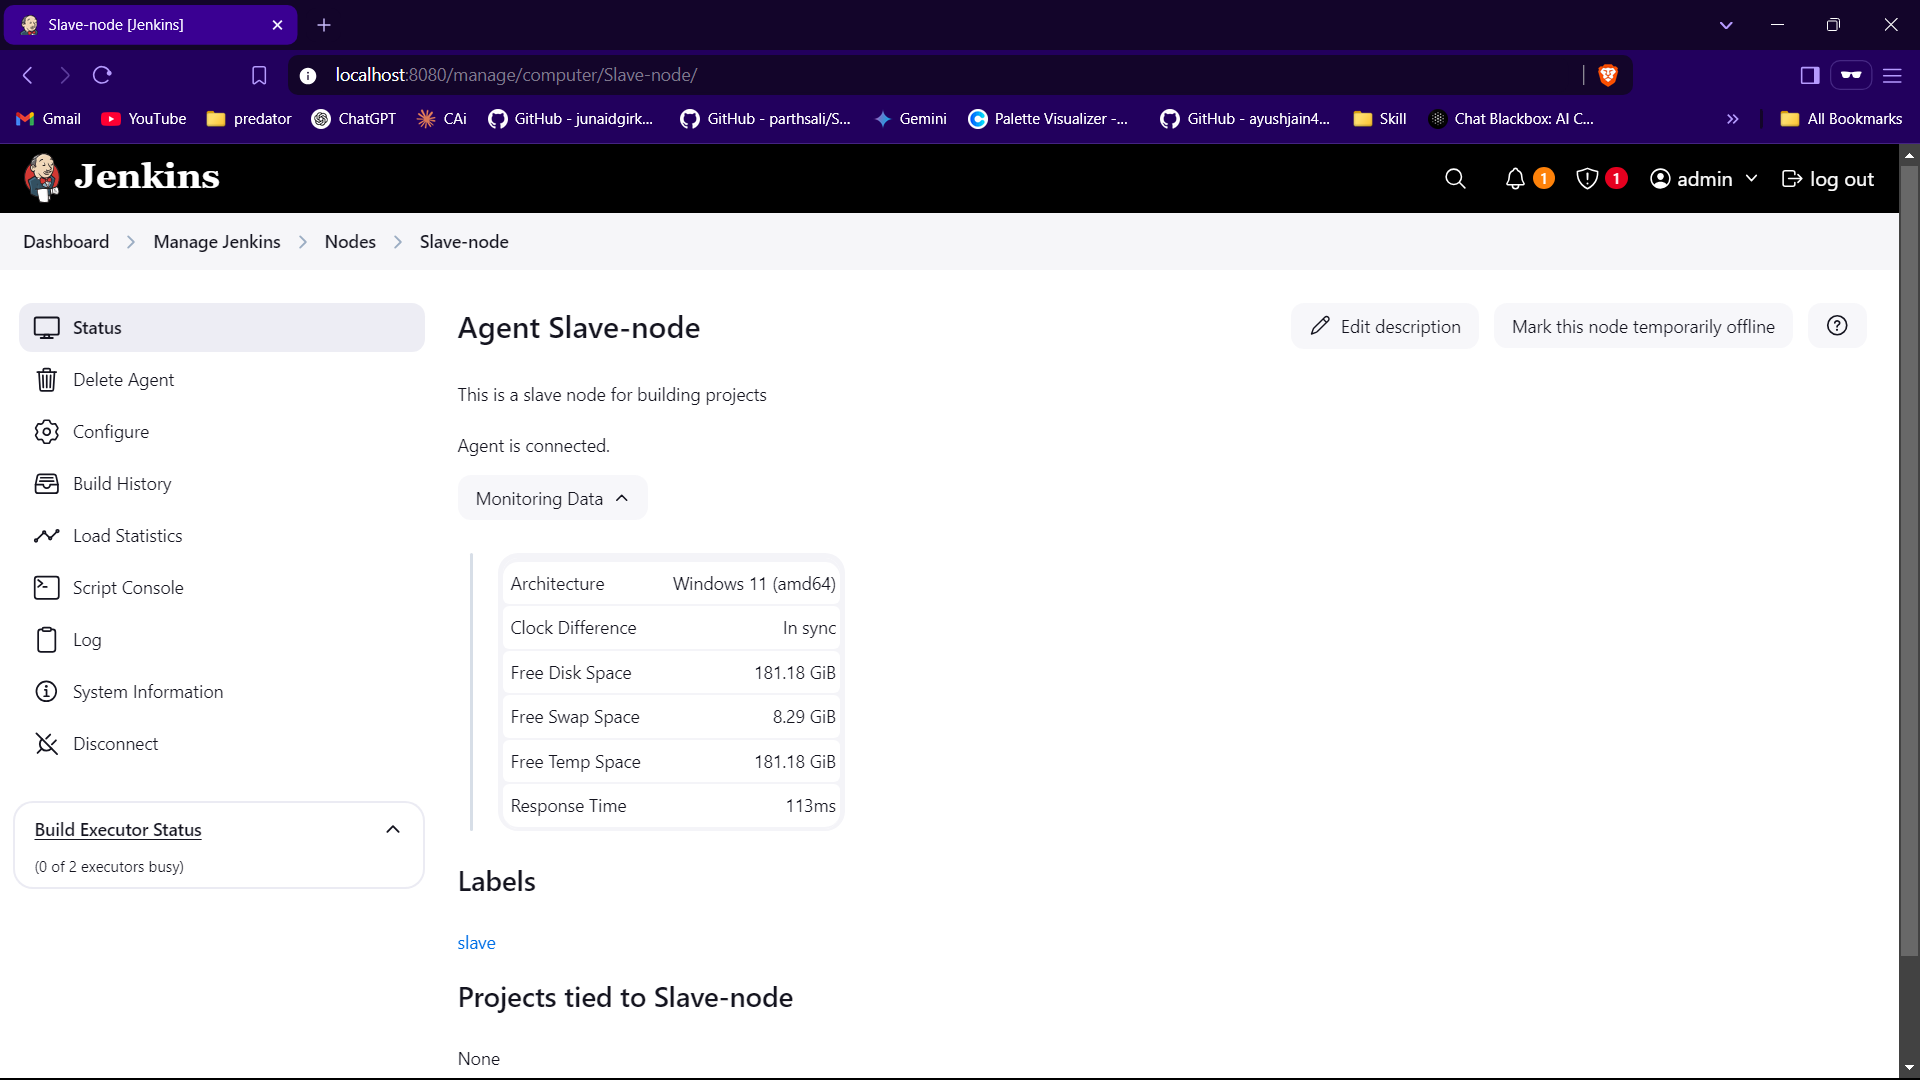 Slave-node [Jenkins]
localhost:8080/manage/computer/Slave-node/
Gmail YouTube predator ChatGPT CAi GitHub - junaidgirk... GitHub - parthsali/S... Gemini Palette Visualizer -... GitHub - ayushjain4... Skill Chat Blackbox: AI C... » All Bookmarks
Jenkins 1 1 admin log out
Dashboard Manage Jenkins Nodes Slave-node
Status
Delete Agent
Configure
Build History
Load Statistics
Script Console
Log
System Information
Disconnect
Build Executor Status
(0 of 2 executors busy)
Agent Slave-node
Edit description
Mark this node temporarily offline
?
This is a slave node for building projects
Agent is connected.
Monitoring Data
Architecture Windows 11 (amd64)
Clock Difference In sync
Free Disk Space 181.18 GiB
Free Swap Space 8.29 GiB
Free Temp Space 181.18 GiB
Response Time 113ms
Labels
slave
Projects tied to Slave-node
None